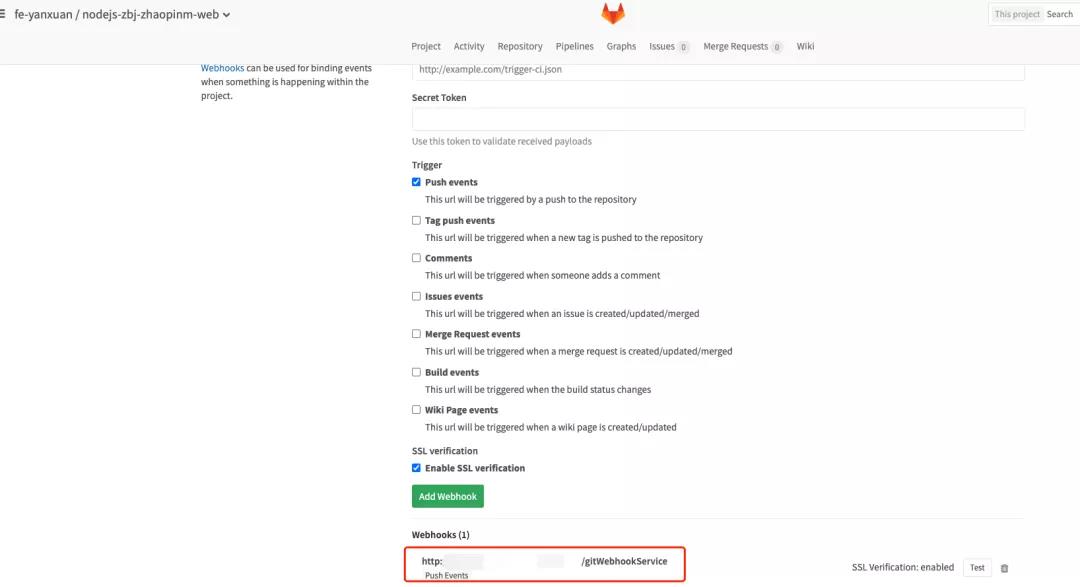 fe-yanxuan / nodejs-zbj-zhaopinm-web
This project Search
Project Activity Repository Pipelines Graphs Issues 0 Merge Requests 0 Wiki
Webhooks can be used for binding events
when something is happening within the
project.
http://example.com/trigger-ci.json
Secret Token
Use this token to validate received payloads
Trigger
Push events
This url will be triggered by a push to the repository
Tag push events
This url will be triggered when a new tag is pushed to the repository
Comments
This url will be triggered when someone adds a comment
Issues events
This url will be triggered when an issue is created/updated/merged
Merge Request events
This url will be triggered when a merge request is created/updated/merged
Build events
This url will be triggered when the build status changes
Wiki Page events
This url will be triggered when a wiki page is created/updated
SSL verification
Enable SSL verification
Add Webhook
Webhooks (1)
http: /gitWebhookService
Push Events
SSL Verification: enabled Test